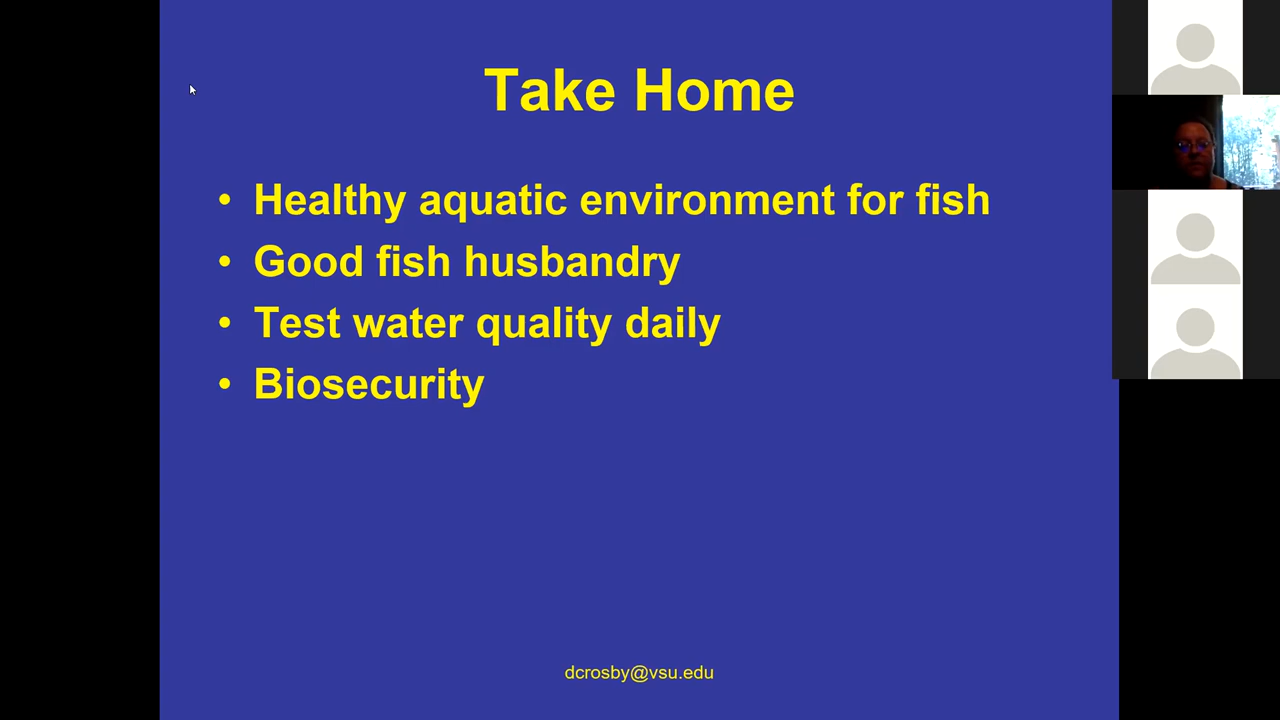 Take Home
• Healthy aquatic environment for fish
• Good fish husbandry
• Test water quality daily
• Biosecurity
dcrosby@vsu.edu